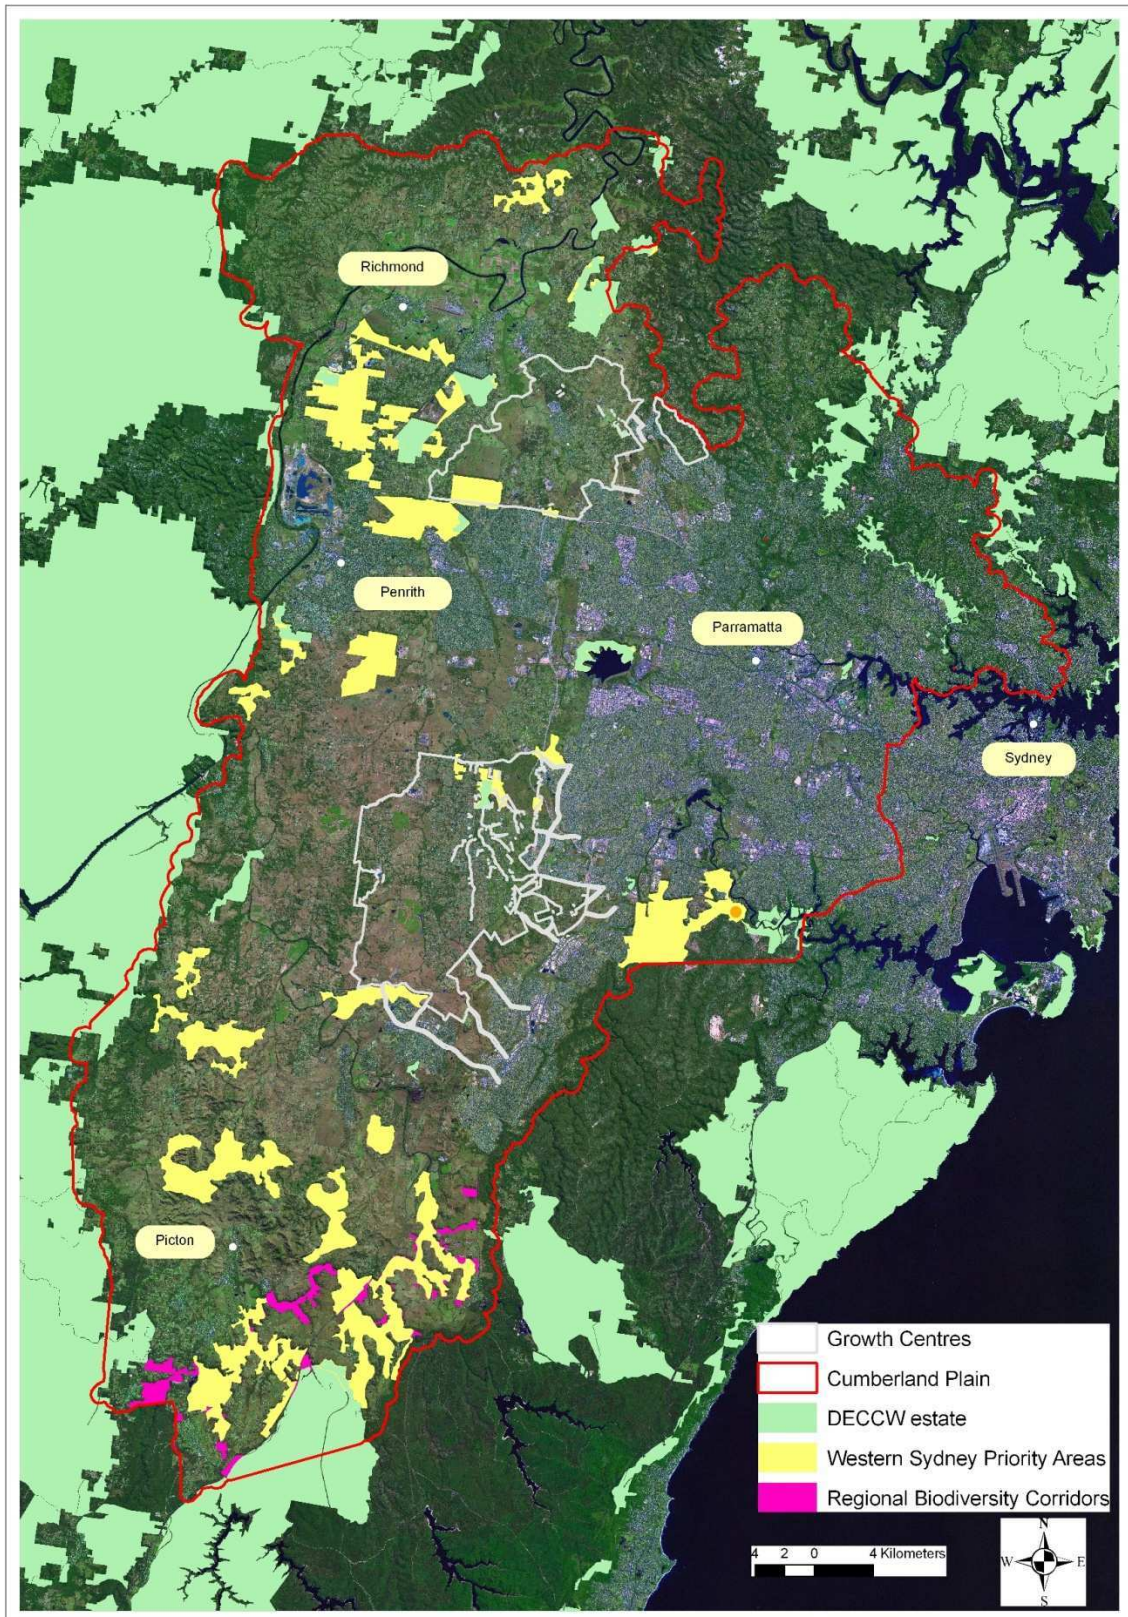 Richmond
Penrith
Parramatta
Sydney
Picton
Growth Centres
Cumberland Plain
DECCW estate
Western Sydney Priority Areas
Regional Biodiversity Corridors
4 2 0 4 Kilometers
N
W E
S